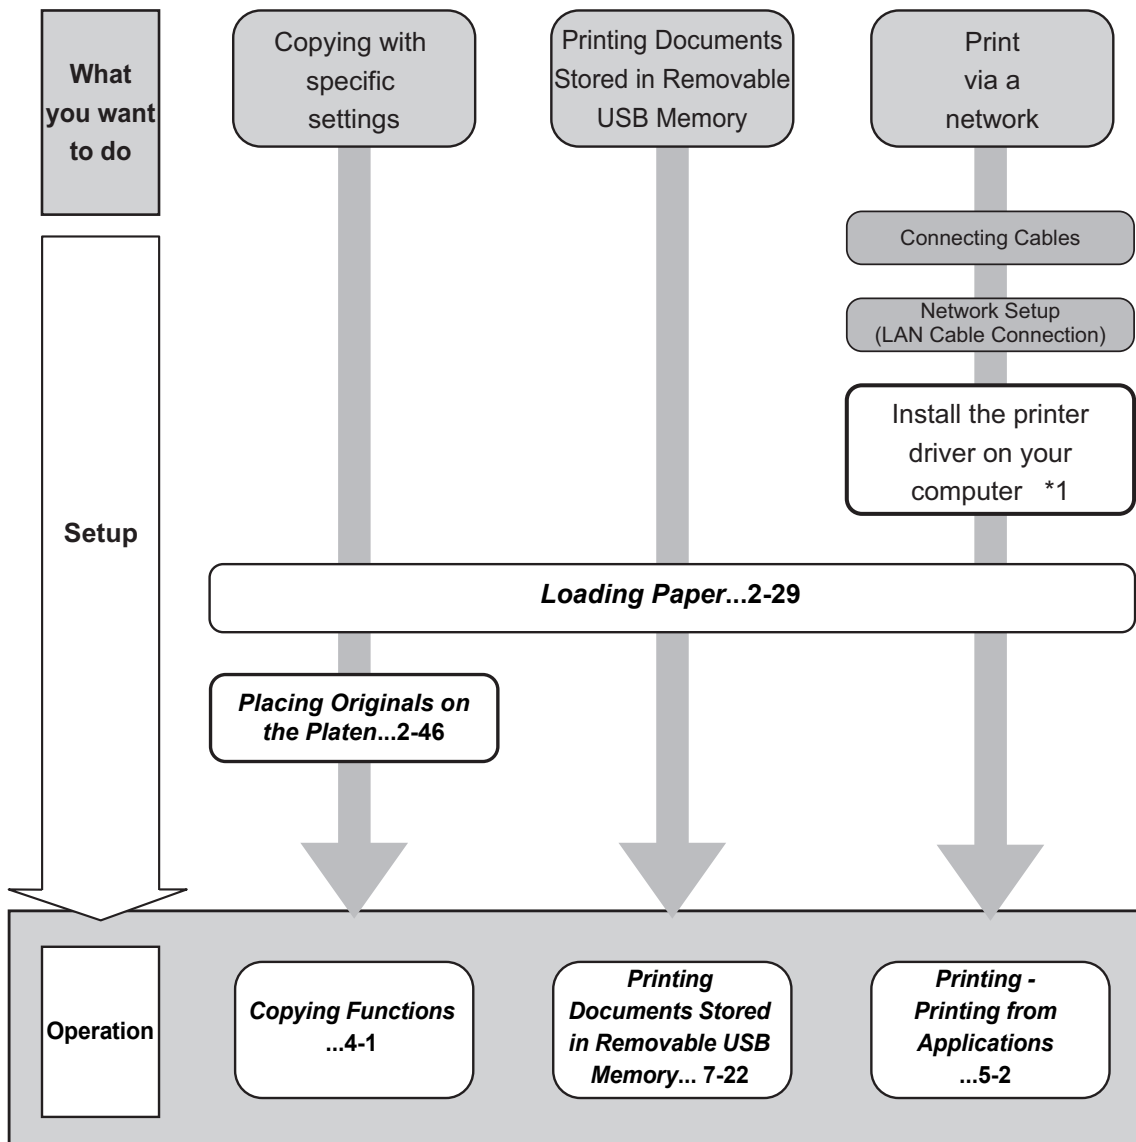 What
you want
to do
Copying with
specific
settings
Printing Documents
Stored in Removable
USB Memory
Print
via a
network
Connecting Cables
Network Setup
(LAN Cable Connection)
Install the printer
driver on your
computer *1
Setup
Loading Paper...2-29
Placing Originals on
the Platen...2-46
Operation
Copying Functions
...4-1
Printing
Documents Stored
in Removable USB
Memory... 7-22
Printing -
Printing from
Applications
...5-2